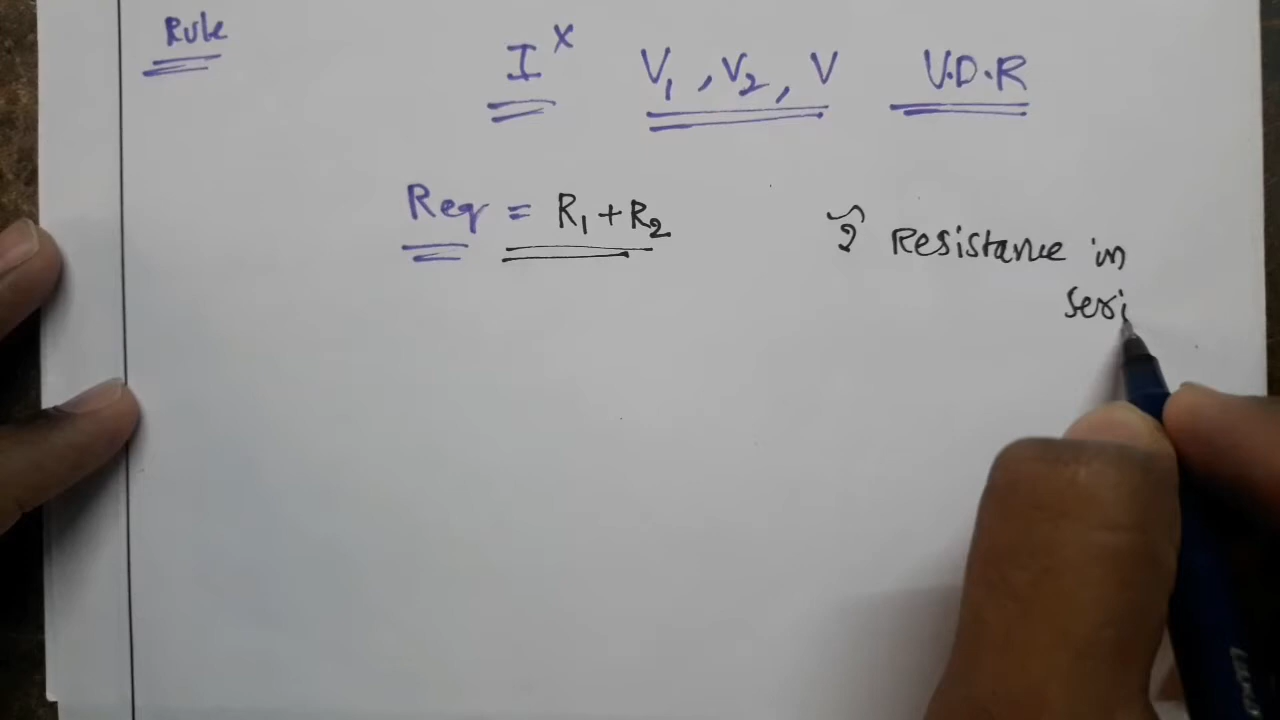 Rule
I× V1, V2, V V.D.R
Req = R1+R2
2 Resistance in
Seri